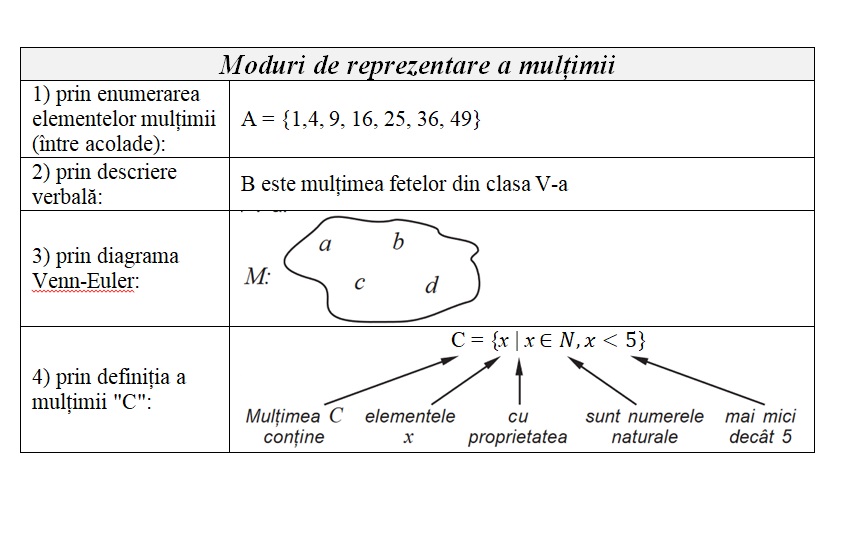 Moduri de reprezentare a mulțimii
1) prin enumerarea
elementelor mulțimii
(între acolade):
A = {1,4, 9, 16, 25, 36, 49}
2) prin descriere
verbală:
B este mulțimea fetelor din clasa V-a
3) prin diagrama
Venn-Euler:
M:
a
b
c
d
4) prin definiția a
mulțimii "C":
C = {x | x ∈ N, x < 5}
Mulțimea C
conține
elementele
x
cu
proprietatea
sunt numerele
naturale
mai mici
decât 5